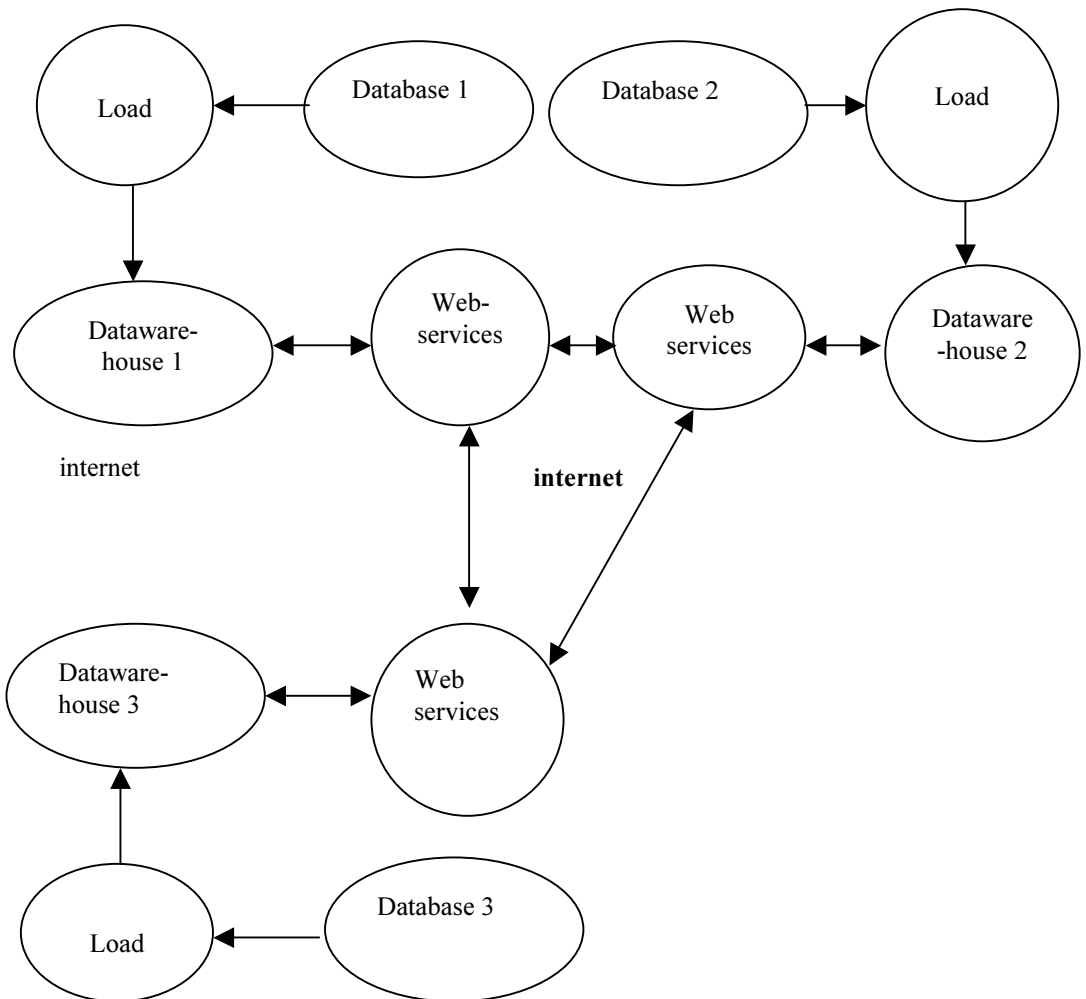 Load
Database 1
Database 2
Load
Dataware-
house 1
Web-
services
Web
services
Dataware
-house 2
internet
internet
Dataware-
house 3
Web
services
Load
Database 3